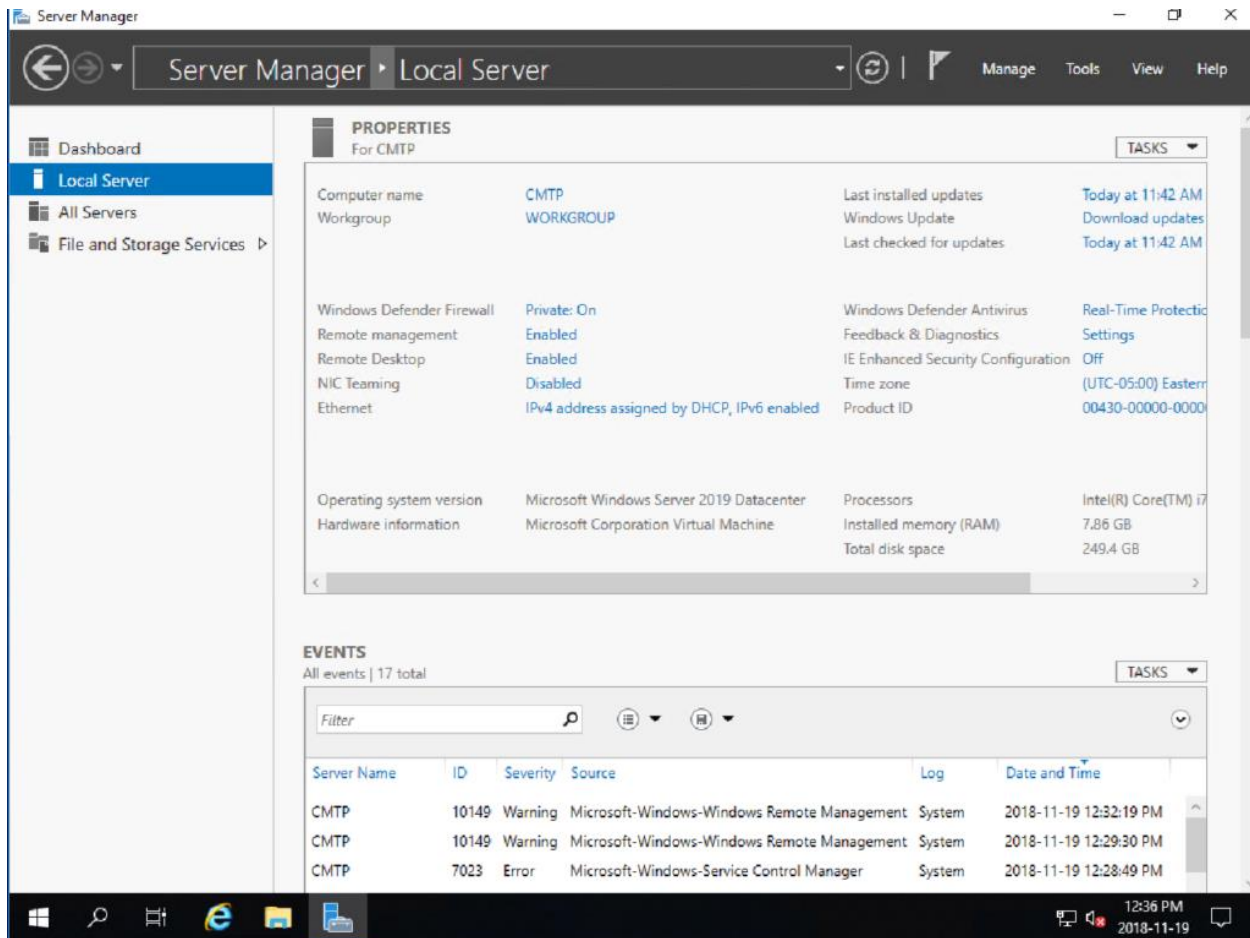 Server Manager
Server Manager Local Server
Manage Tools View Help
Dashboard
Local Server
All Servers
File and Storage Services
PROPERTIES
For CMTP
TASKS
Computer name CMTP Last installed updates Today at 11:42 AM
Workgroup WORKGROUP Windows Update Download updates
Last checked for updates Today at 11:42 AM
Windows Defender Firewall Private: On Windows Defender Antivirus Real-Time Protectio
Remote management Enabled Feedback & Diagnostics Settings
Remote Desktop Enabled IE Enhanced Security Configuration Off
NIC Teaming Disabled Time zone (UTC-05:00) Eastern
Ethernet IPv4 address assigned by DHCP, IPv6 enabled Product ID 00430-00000-0000
Operating system version Microsoft Windows Server 2019 Datacenter Processors Intel(R) Core(TM) i7
Hardware information Microsoft Corporation Virtual Machine Installed memory (RAM) 7.86 GB
Total disk space 249.4 GB
EVENTS
All events | 17 total
TASKS
Filter
Server Name ID Severity Source Log Date and Time
CMTP 10149 Warning Microsoft-Windows-Windows Remote Management System 2018-11-19 12:32:19 PM
CMTP 10149 Warning Microsoft-Windows-Windows Remote Management System 2018-11-19 12:29:30 PM
CMTP 7023 Error Microsoft-Windows-Service Control Manager System 2018-11-19 12:28:49 PM
12:36 PM
2018-11-19